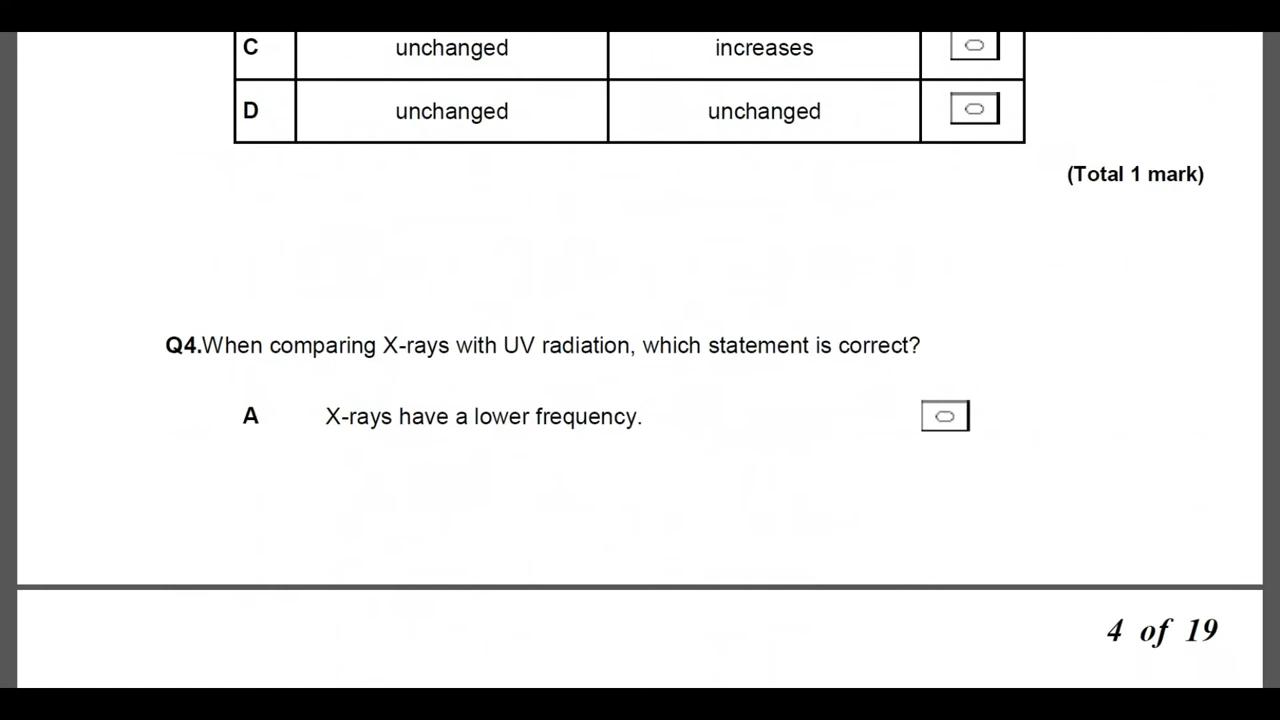 C unchanged increases
D unchanged unchanged
(Total 1 mark)
Q4.When comparing X-rays with UV radiation, which statement is correct?
A X-rays have a lower frequency.
4 of 19